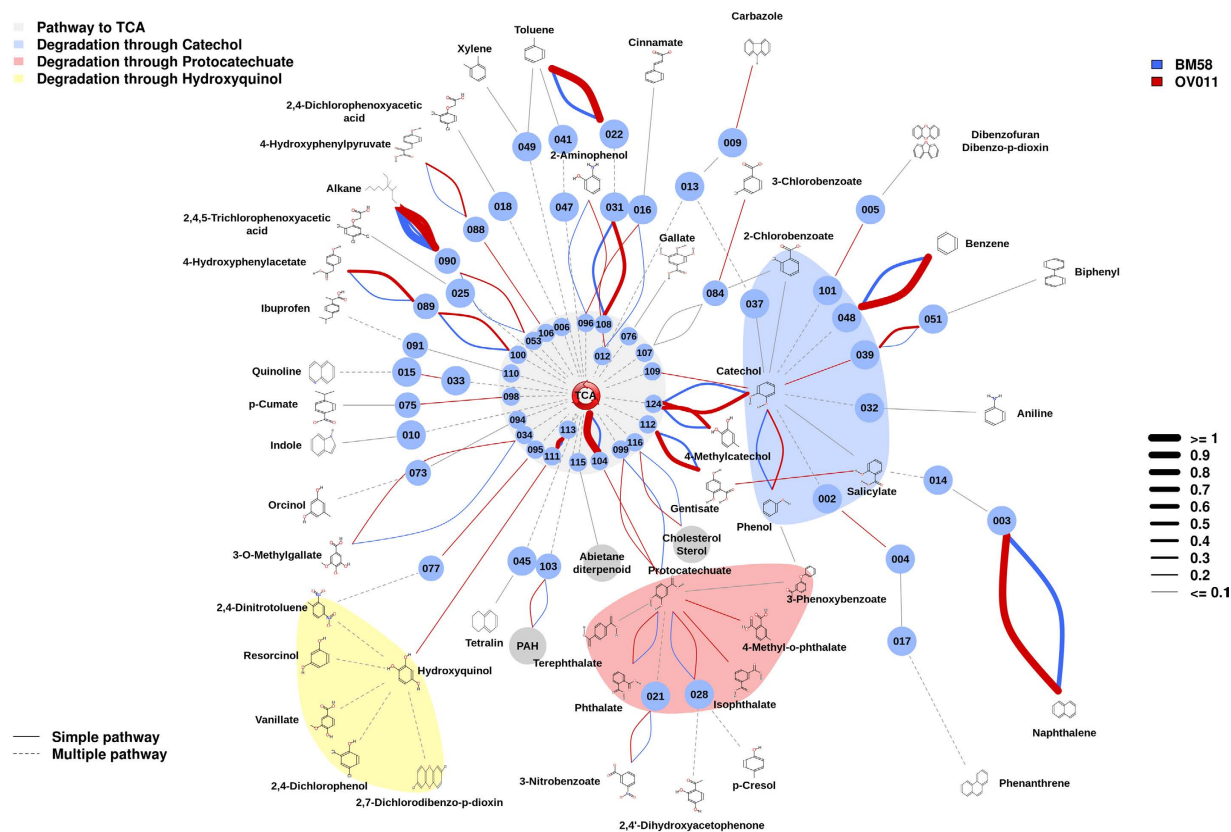 Pathway to TCA
Degradation through Catechol
Degradation through Protocatechuate
Degradation through Hydroxyquinol
BM58
OV011
Carbazole
Toluene
Cinnamate
Xylene
2,4-Dichlorophenoxyacetic
acid
4-Hydroxyphenylpyruvate
Alkane
2,4,5-Trichlorophenoxyacetic
acid
4-Hydroxyphenylacetate
Ibuprofen
Quinoline
p-Cumate
Indole
Orcinol
3-O-Methylgallate
2,4-Dinitrotoluene
Resorcinol
Vanillate
2,4-Dichlorophenol
2,7-Dichlorodibenzo-p-dioxin
Hydroxyquinol
Tetralin
PAH
Abietane
diterpenoid
Cholesterol
Sterol
Protocatechuate
3-Phenoxybenzoate
4-Methyl-o-phthalate
Terephthalate
Phthalate
Isophthalate
3-Nitrobenzoate
2,4'-Dihydroxyacetophenone
p-Cresol
2-Aminophenol
Gallate
3-Chlorobenzoate
2-Chlorobenzoate
Dibenzofuran
Dibenzo-p-dioxin
Benzene
Biphenyl
Catechol
4-Methylcatechol
Gentisate
Phenol
Salicylate
Aniline
Naphthalene
Phenanthrene
TCA
049
041
022
009
013
018
047
031
016
005
088
090
025
089
084
037
101
048
051
039
091
015
033
075
010
073
032
002
014
003
004
017
077
045
103
021
028
053
106
006
096
108
076
012
107
100
110
109
098
124
094
034
112
095
113
116
099
111
115
104
>= 1
0.9
0.8
0.7
0.6
0.5
0.4
0.3
0.2
<= 0.1
Simple pathway
Multiple pathway